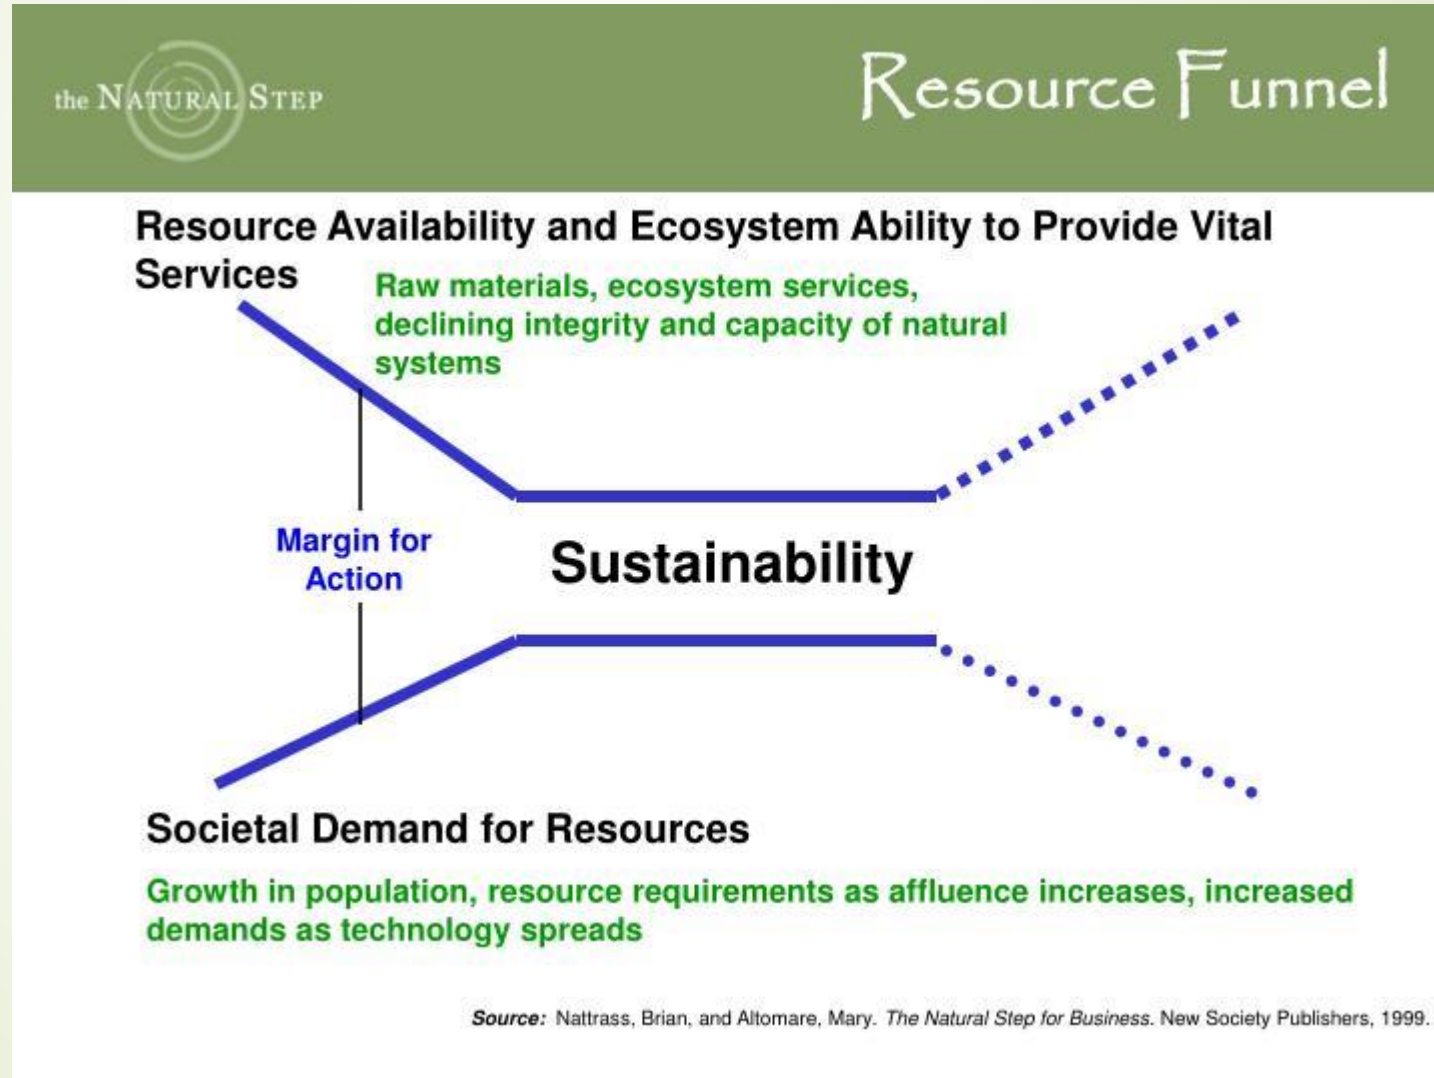 the NATURAL STEP
Resource Funnel
Resource Availability and Ecosystem Ability to Provide Vital
Services
Raw materials, ecosystem services,
declining integrity and capacity of natural
systems
Margin for
Action
Sustainability
Societal Demand for Resources
Growth in population, resource requirements as affluence increases, increased
demands as technology spreads
Source: Nattrass, Brian, and Altomare, Mary. The Natural Step for Business. New Society Publishers, 1999.